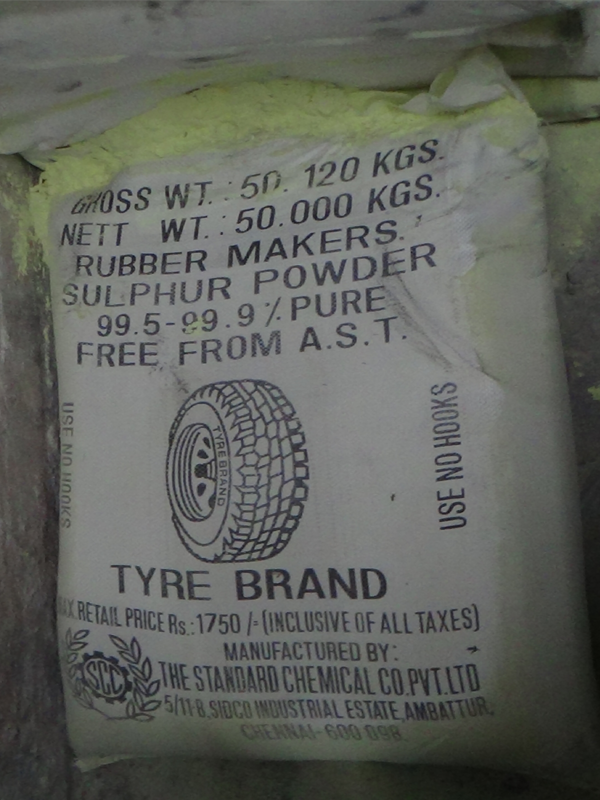 GROSS WT.: 50. 120 KGS.
NETT WT.: 50.000 KGS.
RUBBER MAKERS.
SULPHUR POWDER
99.5-99.9% PURE
FREE FROM A.S.T.
USE NO HOOKS
TYRE BRAND
USE NO HOOKS
TYRE BRAND
MAX.RETAIL PRICE Rs.:1750/= (INCLUSIVE OF ALL TAXES)
MANUFACTURED BY:
SCC THE STANDARD CHEMICAL CO.PVT.LTD
5/11-B, SIDCO INDUSTRIAL ESTATE, AMBATTUR,
CHENNAI-600 098.